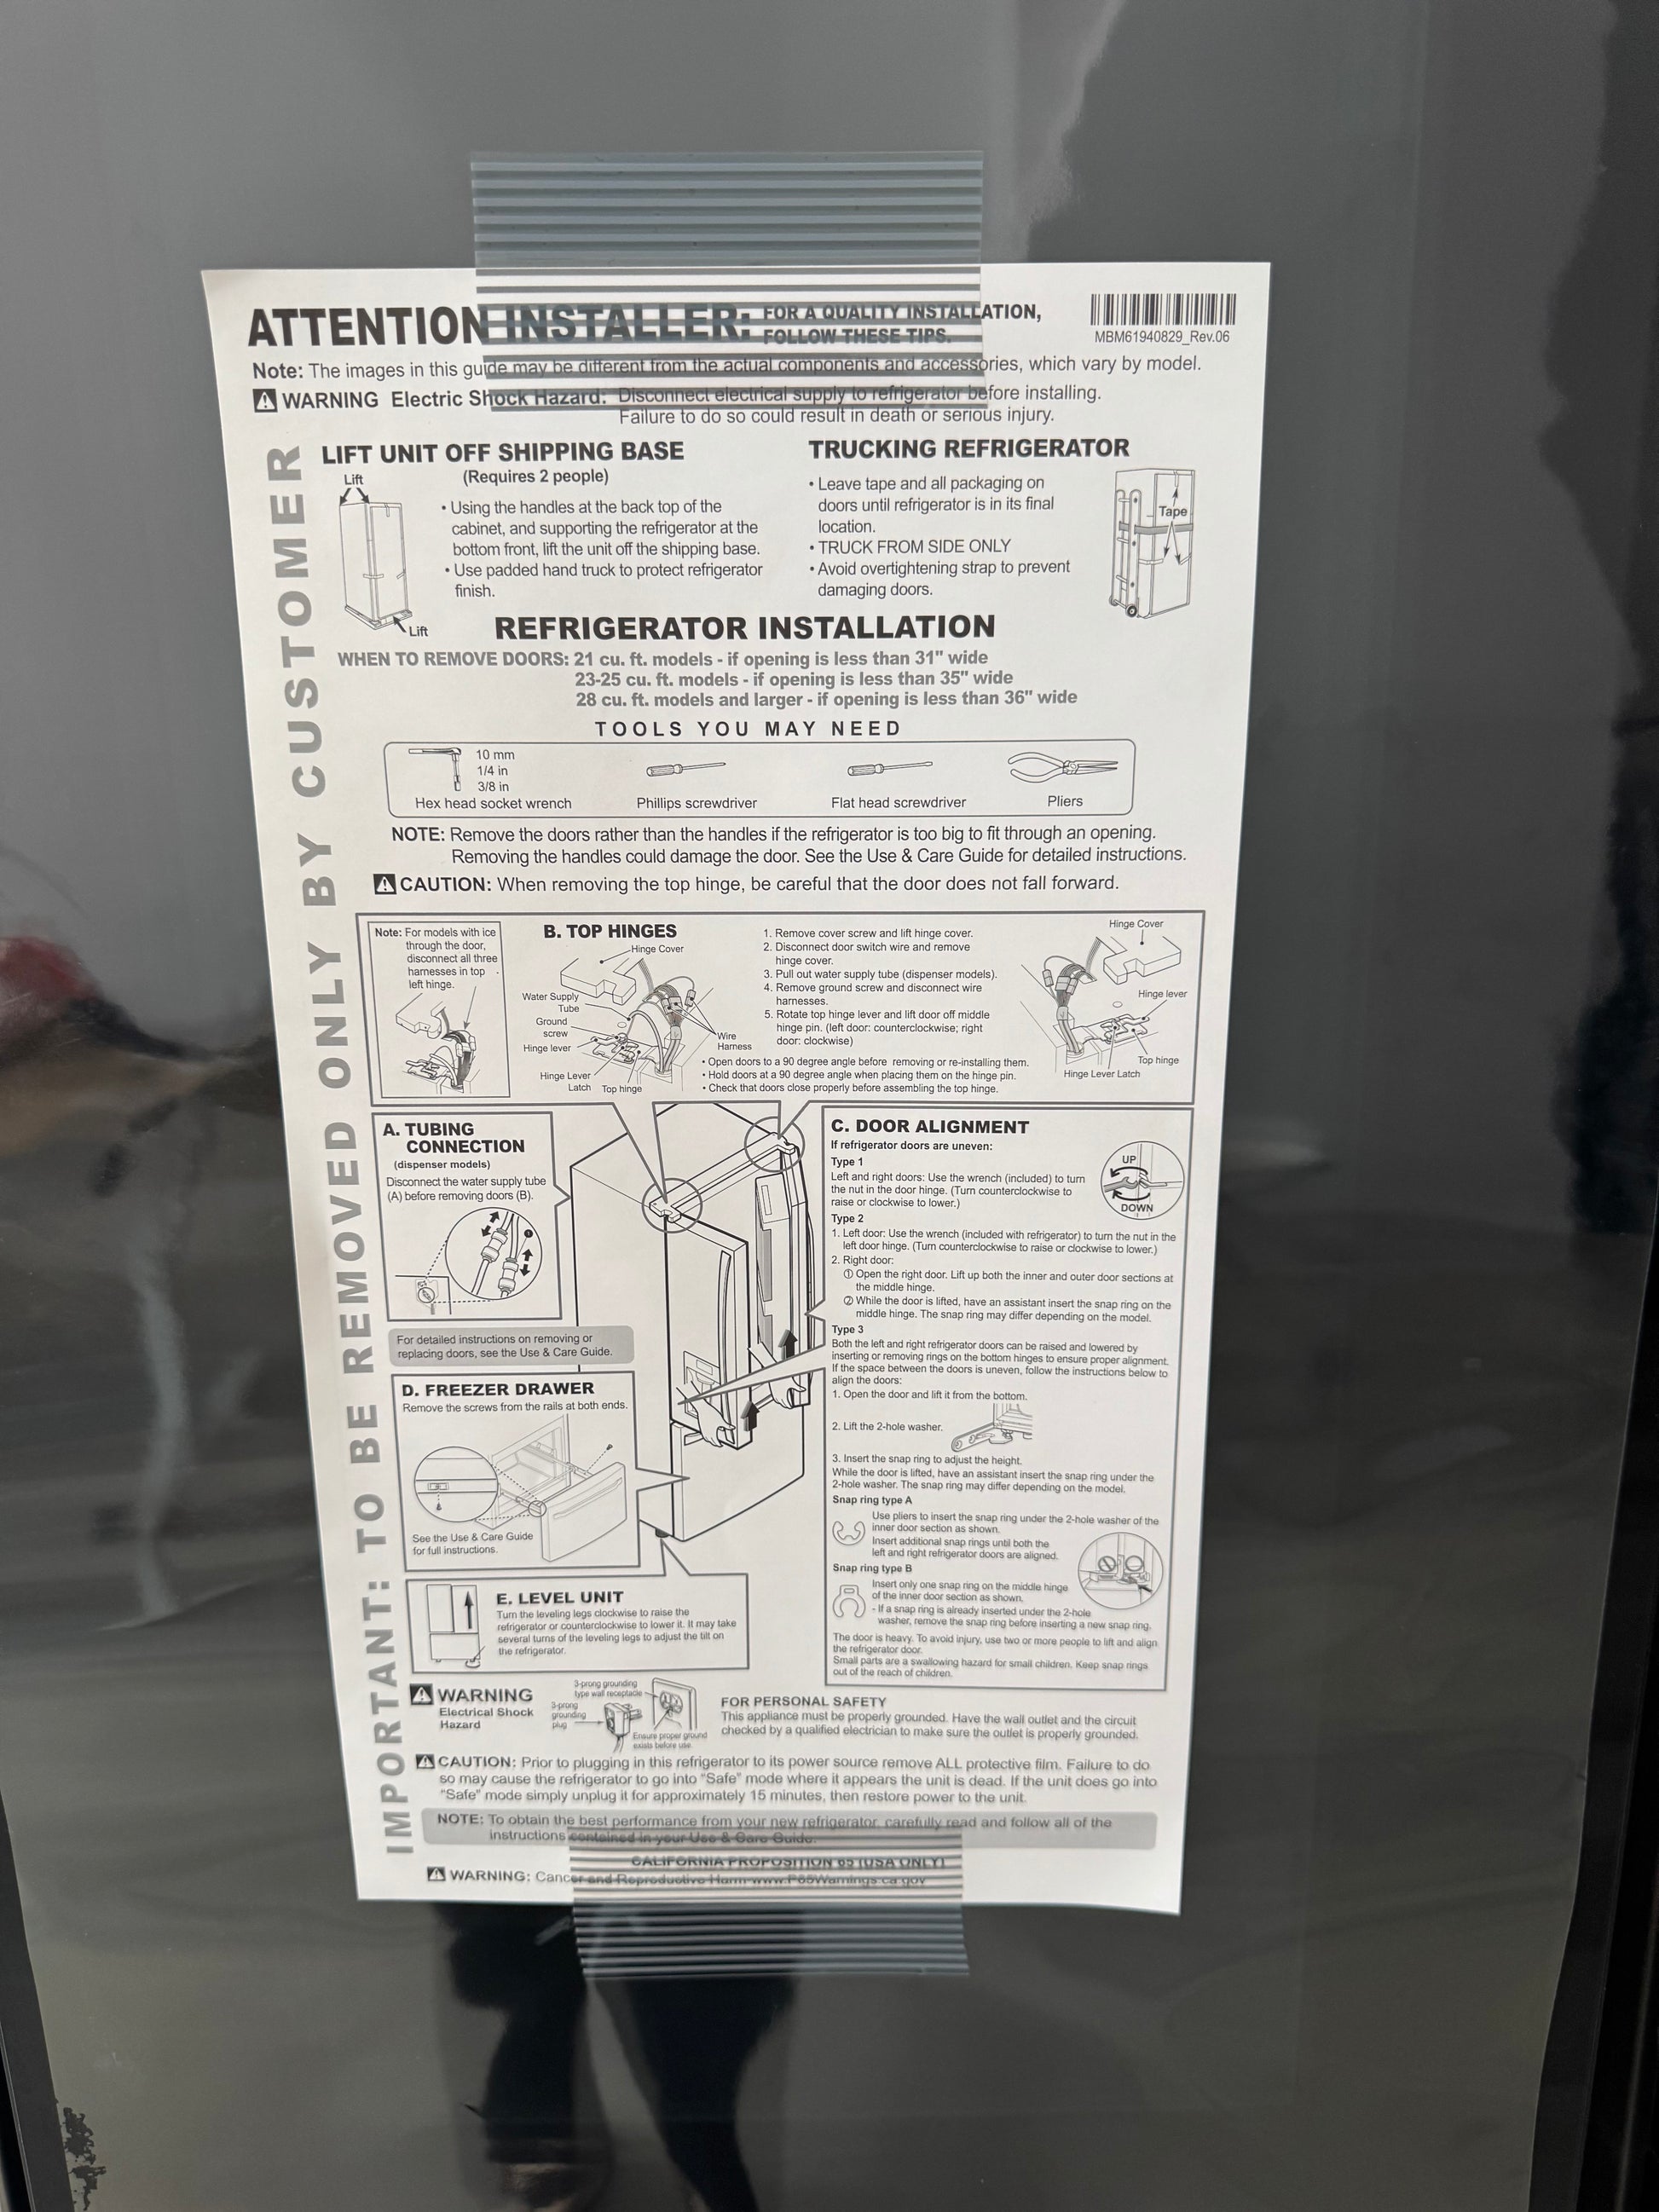 ATTENTION INSTALLER: FOR A QUALITY INSTALLATION,
FOLLOW THESE TIPS.
MBM61940829_Rev.06
Note: The images in this guide may be different from the actual components and accessories, which vary by model.
WARNING Electric Shock Hazard: Disconnect electrical supply to refrigerator before installing.
Failure to do so could result in death or serious injury.
IMPORTANT: TO BE REMOVED ONLY BY CUSTOMER
LIFT UNIT OFF SHIPPING BASE
(Requires 2 people)
Lift
• Using the handles at the back top of the
cabinet, and supporting the refrigerator at the
bottom front, lift the unit off the shipping base.
• Use padded hand truck to protect refrigerator
finish.
Lift
TRUCKING REFRIGERATOR
• Leave tape and all packaging on
doors until refrigerator is in its final
location.
• TRUCK FROM SIDE ONLY
• Avoid overtightening strap to prevent
damaging doors.
Tape
REFRIGERATOR INSTALLATION
WHEN TO REMOVE DOORS: 21 cu. ft. models - if opening is less than 31" wide
23-25 cu. ft. models - if opening is less than 35" wide
28 cu. ft. models and larger - if opening is less than 36" wide
TOOLS YOU MAY NEED
10 mm
1/4 in
3/8 in
Hex head socket wrench
Phillips screwdriver
Flat head screwdriver
Pliers
NOTE: Remove the doors rather than the handles if the refrigerator is too big to fit through an opening.
Removing the handles could damage the door. See the Use & Care Guide for detailed instructions.
CAUTION: When removing the top hinge, be careful that the door does not fall forward.
Note: For models with ice
through the door,
disconnect all three
harnesses in top
left hinge.
B. TOP HINGES
Hinge Cover
Water Supply
Tube
Ground
screw
Hinge lever
Hinge Lever
Latch
Top hinge
Wire
Harness
1. Remove cover screw and lift hinge cover.
2. Disconnect door switch wire and remove
hinge cover.
3. Pull out water supply tube (dispenser models).
4. Remove ground screw and disconnect wire
harnesses.
5. Rotate top hinge lever and lift door off middle
hinge pin. (left door: counterclockwise; right
door: clockwise)
• Open doors to a 90 degree angle before removing or re-installing them.
• Hold doors at a 90 degree angle when placing them on the hinge pin.
• Check that doors close properly before assembling the top hinge.
Hinge Cover
Hinge lever
Top hinge
Hinge Lever Latch
A. TUBING
CONNECTION
(dispenser models)
Disconnect the water supply tube
(A) before removing doors (B).
For detailed instructions on removing or
replacing doors, see the Use & Care Guide.
D. FREEZER DRAWER
Remove the screws from the rails at both ends.
See the Use & Care Guide
for full instructions.
E. LEVEL UNIT
Turn the leveling legs clockwise to raise the
refrigerator or counterclockwise to lower it. It may take
several turns of the leveling legs to adjust the tilt on
the refrigerator.
C. DOOR ALIGNMENT
If refrigerator doors are uneven:
Type 1
Left and right doors: Use the wrench (included) to turn
the nut in the door hinge. (Turn counterclockwise to
raise or clockwise to lower.)
UP
DOWN
Type 2
1. Left door: Use the wrench (included with refrigerator) to turn the nut in the
left door hinge. (Turn counterclockwise to raise or clockwise to lower.)
2. Right door:
① Open the right door. Lift up both the inner and outer door sections at
the middle hinge.
② While the door is lifted, have an assistant insert the snap ring on the
middle hinge. The snap ring may differ depending on the model.
Type 3
Both the left and right refrigerator doors can be raised and lowered by
inserting or removing rings on the bottom hinges to ensure proper alignment.
If the space between the doors is uneven, follow the instructions below to
align the doors:
1. Open the door and lift it from the bottom.
2. Lift the 2-hole washer.
3. Insert the snap ring to adjust the height.
While the door is lifted, have an assistant insert the snap ring under the
2-hole washer. The snap ring may differ depending on the model.
Snap ring type A
Use pliers to insert the snap ring under the 2-hole washer of the
inner door section as shown.
Insert additional snap rings until both the
left and right refrigerator doors are aligned.
Snap ring type B
Insert only one snap ring on the middle hinge
of the inner door section as shown.
- If a snap ring is already inserted under the 2-hole
washer, remove the snap ring before inserting a new snap ring.
The door is heavy. To avoid injury, use two or more people to lift and align
the refrigerator door.
Small parts are a swallowing hazard for small children. Keep snap rings
out of the reach of children.
WARNING
Electrical Shock
Hazard
3-prong grounding
type wall receptacle
3-prong
grounding
plug
Ensure proper ground
exists before use.
FOR PERSONAL SAFETY
This appliance must be properly grounded. Have the wall outlet and the circuit
checked by a qualified electrician to make sure the outlet is properly grounded.
CAUTION: Prior to plugging in this refrigerator to its power source remove ALL protective film. Failure to do
so may cause the refrigerator to go into "Safe" mode where it appears the unit is dead. If the unit does go into
"Safe" mode simply unplug it for approximately 15 minutes, then restore power to the unit.
NOTE: To obtain the best performance from your new refrigerator, carefully read and follow all of the
instructions contained in your Use & Care Guide.
CALIFORNIA PROPOSITION 65 (USA ONLY)
WARNING: Cancer and Reproductive Harm-www.P65Warnings.ca.gov